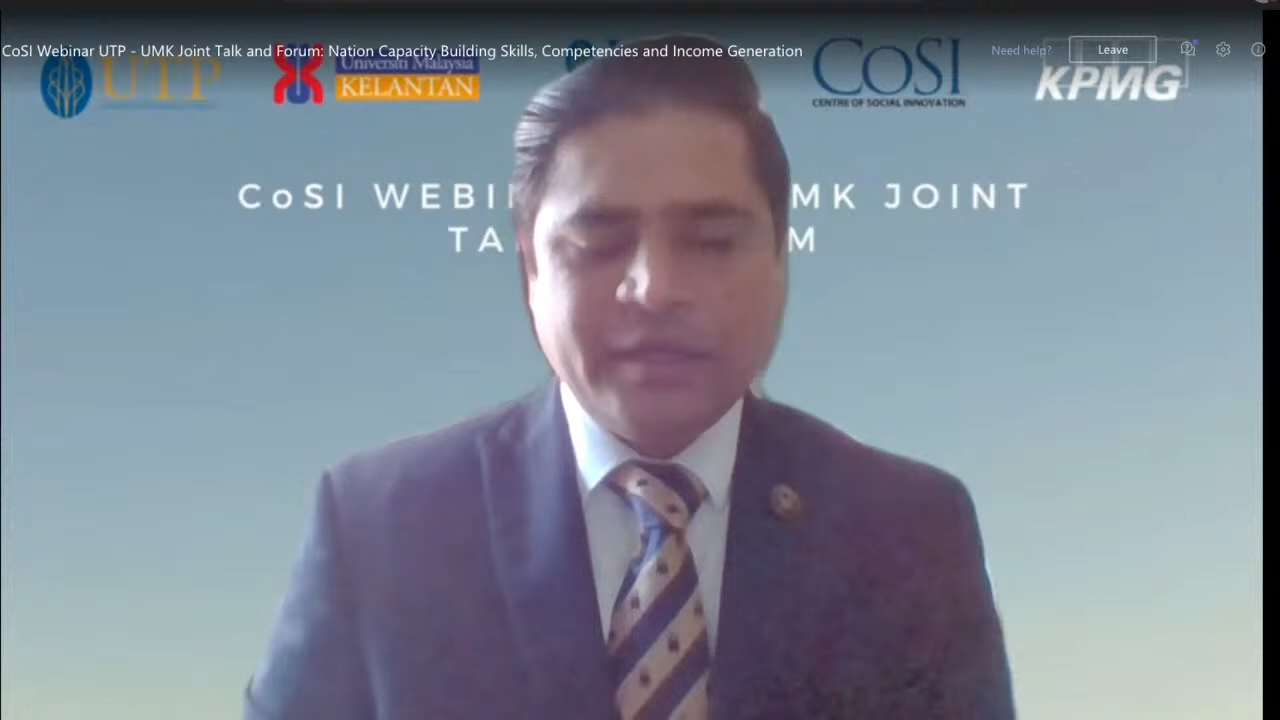 CoSI Webinar UTP - UMK Joint Talk and Forum: Nation Capacity Building Skills, Competencies and Income Generation
Need help?
Leave
UTP
Universiti Malaysia
KELANTAN
CoSI
CENTRE OF SOCIAL INNOVATION
KPMG
CoSI WEBI MK JOINT
TA M